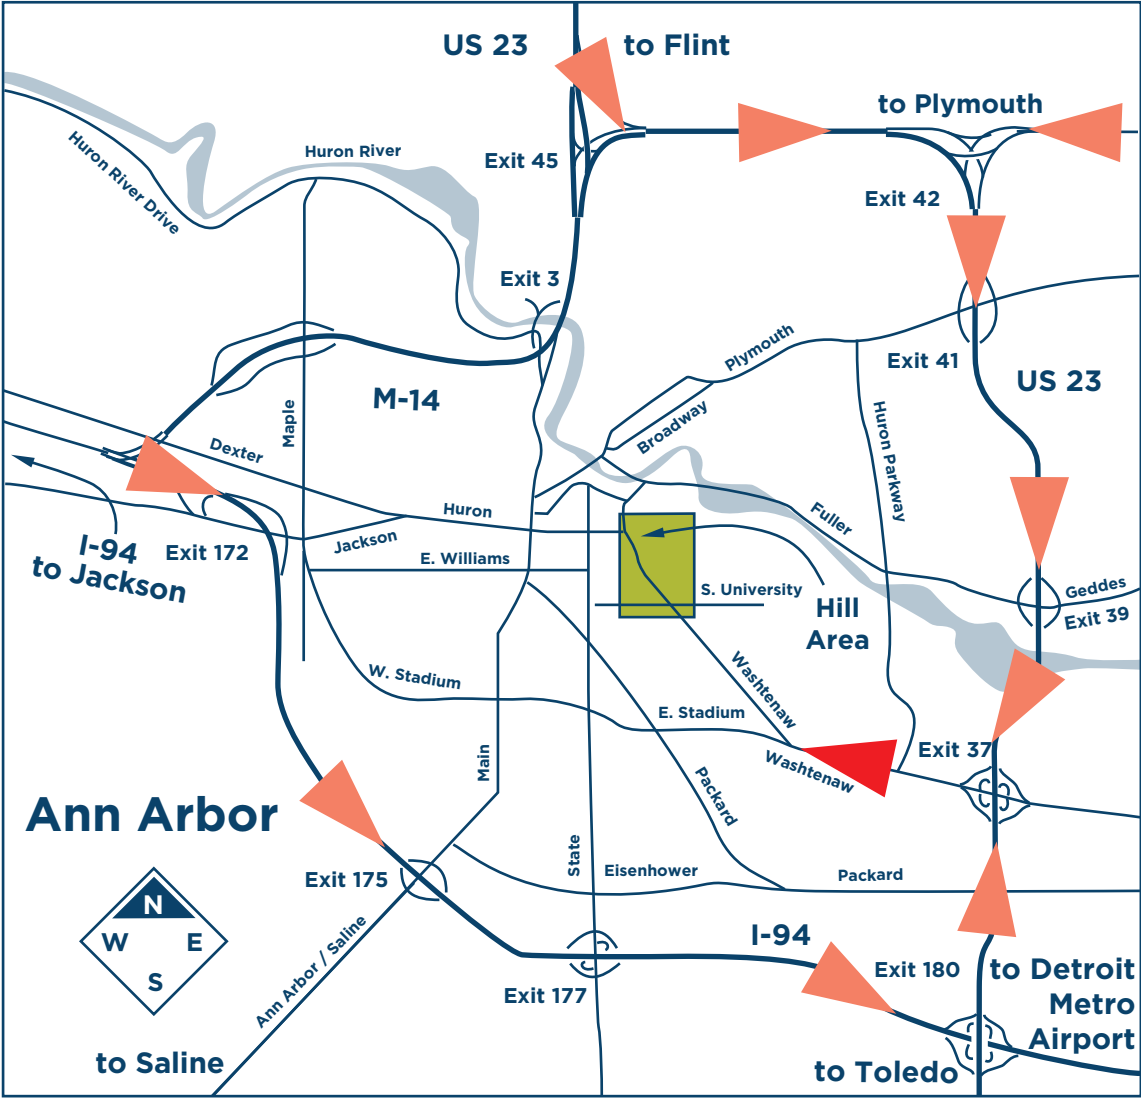 US 23
to Flint
to Plymouth
Huron River
Huron River Drive
Exit 45
Exit 42
Exit 3
Plymouth
Exit 41
US 23
M-14
Maple
Broadway
Huron Parkway
Dexter
Huron
Fuller
I-94
to Jackson
Exit 172
Jackson
E. Williams
S. University
Hill
Area
Geddes
Exit 39
W. Stadium
Washtenaw
E. Stadium
Exit 37
Washtenaw
Main
Packard
Ann Arbor
State
Eisenhower
Packard
Exit 175
N
W
E
S
Ann Arbor / Saline
I-94
Exit 180
to Detroit
Metro
Airport
Exit 177
to Saline
to Toledo